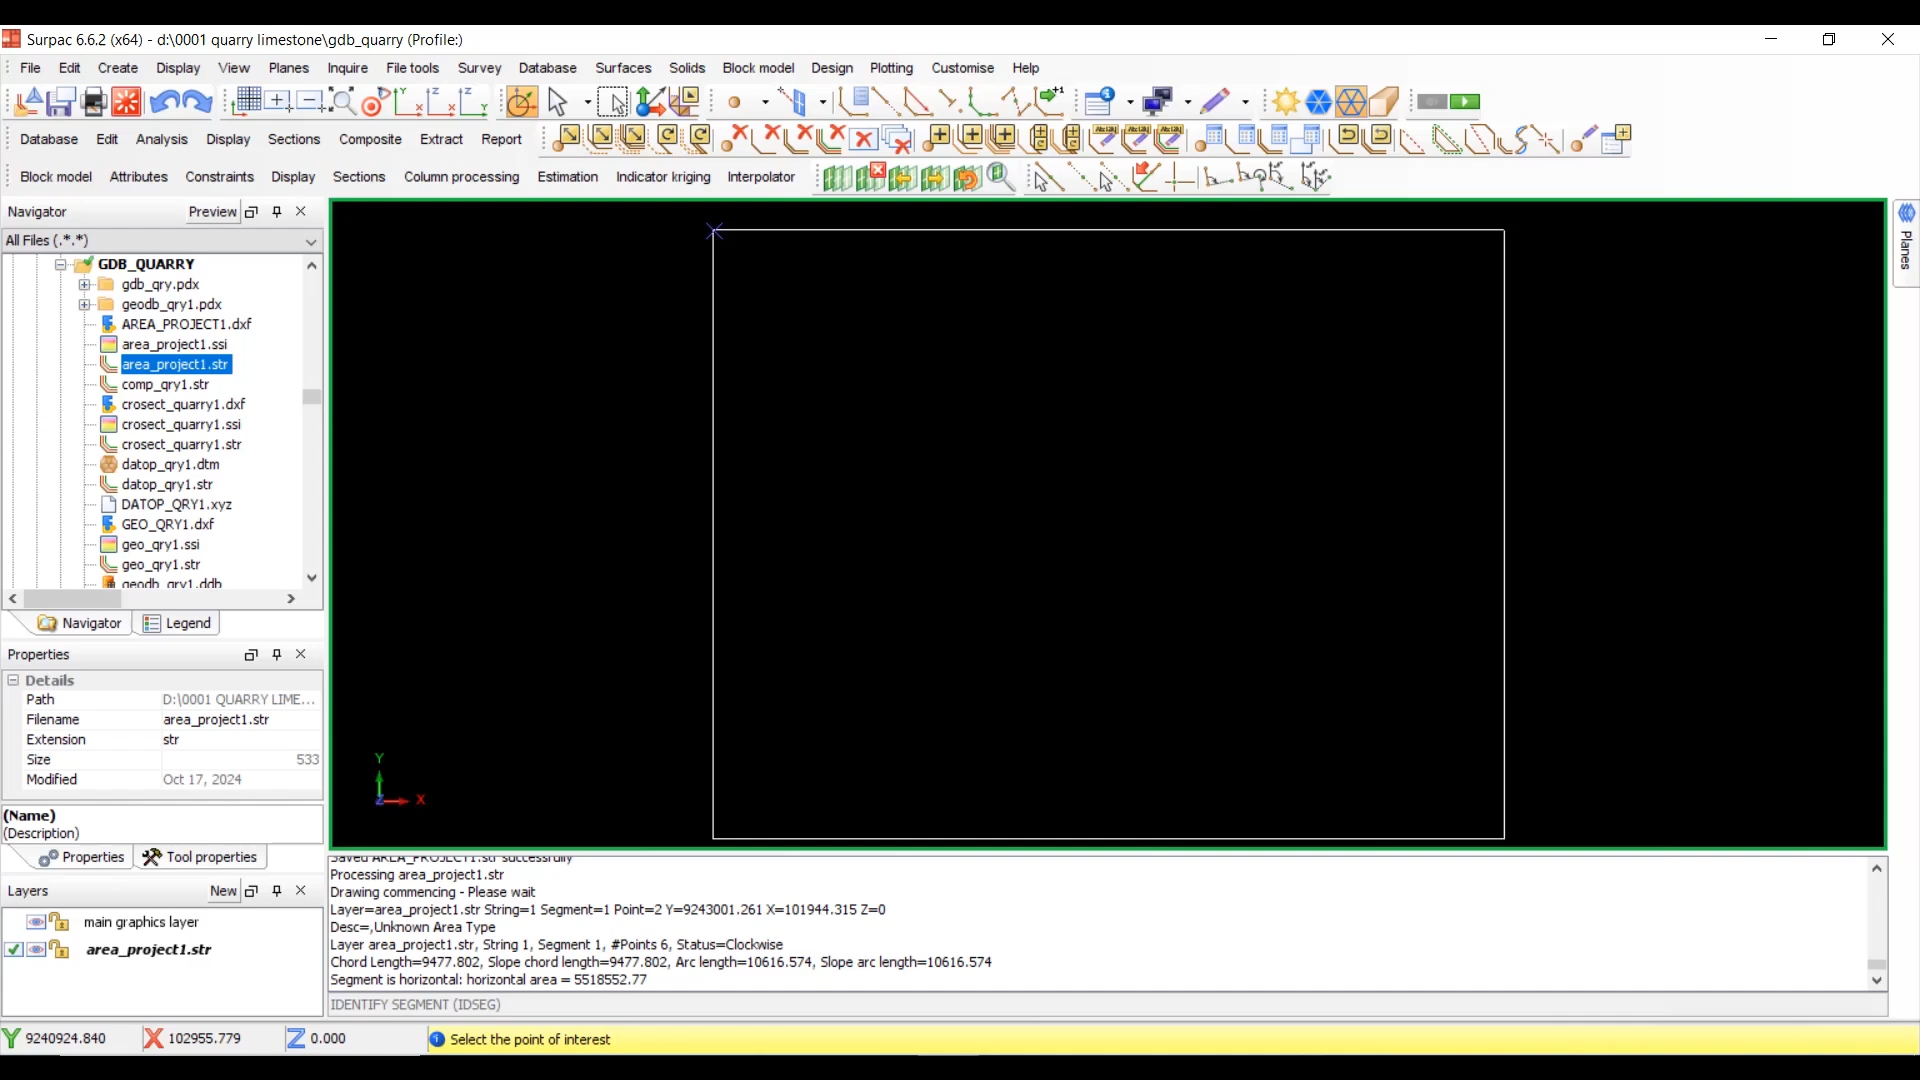 Surpac 6.6.2 (x64) - d:\0001 quarry limestone\gdb_quarry (Profile:)
File Edit Create Display View Planes Inquire File tools Survey Database Surfaces Solids Block model Design Plotting Customise Help
Database Edit Analysis Display Sections Composite Extract Report
Block model Attributes Constraints Display Sections Column processing Estimation Indicator kriging Interpolator
Navigator Preview
All Files (.*.*)
GDB_QUARRY
gdb_qry.pdx
geodb_qry1.pdx
AREA_PROJECT1.dxf
area_project1.ssi
area_project1.str
comp_qry1.str
crosect_quarry1.dxf
crosect_quarry1.ssi
crosect_quarry1.str
datop_qry1.dtm
datop_qry1.str
DATOP_QRY1.xyz
GEO_QRY1.dxf
geo_qry1.ssi
geo_qry1.str
geodb_qry1.ddb
Navigator Legend
Properties
Details
Path D:\0001 QUARRY LIME...
Filename area_project1.str
Extension str
Size 533
Modified Oct 17, 2024
(Name)
(Description)
Properties Tool properties
Layers New
main graphics layer
area_project1.str
Planes
Y
Z X
Saved AREA_PROJECT1.str successfully
Processing area_project1.str
Drawing commencing - Please wait
Layer=area_project1.str String=1 Segment=1 Point=2 Y=9243001.261 X=101944.315 Z=0
Desc=,Unknown Area Type
Layer area_project1.str, String 1, Segment 1, #Points 6, Status=Clockwise
Chord Length=9477.802, Slope chord length=9477.802, Arc length=10616.574, Slope arc length=10616.574
Segment is horizontal: horizontal area = 5518552.77
IDENTIFY SEGMENT (IDSEG)
Y 9240924.840 X 102955.779 Z 0.000 Select the point of interest